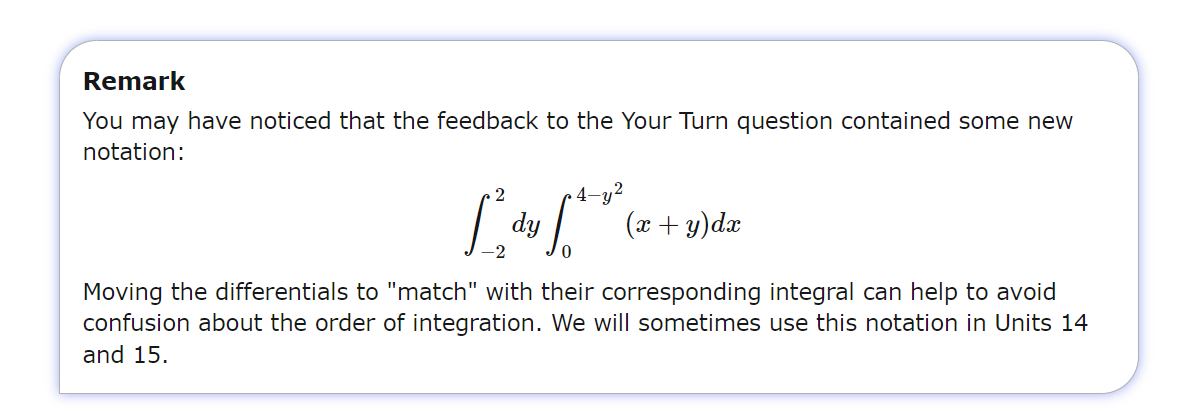 Remark
You may have noticed that the feedback to the Your Turn question contained some new
notation:
∫_{-2}^{2} dy ∫_{0}^{4-y^2} (x + y)dx
Moving the differentials to "match" with their corresponding integral can help to avoid
confusion about the order of integration. We will sometimes use this notation in Units 14
and 15.